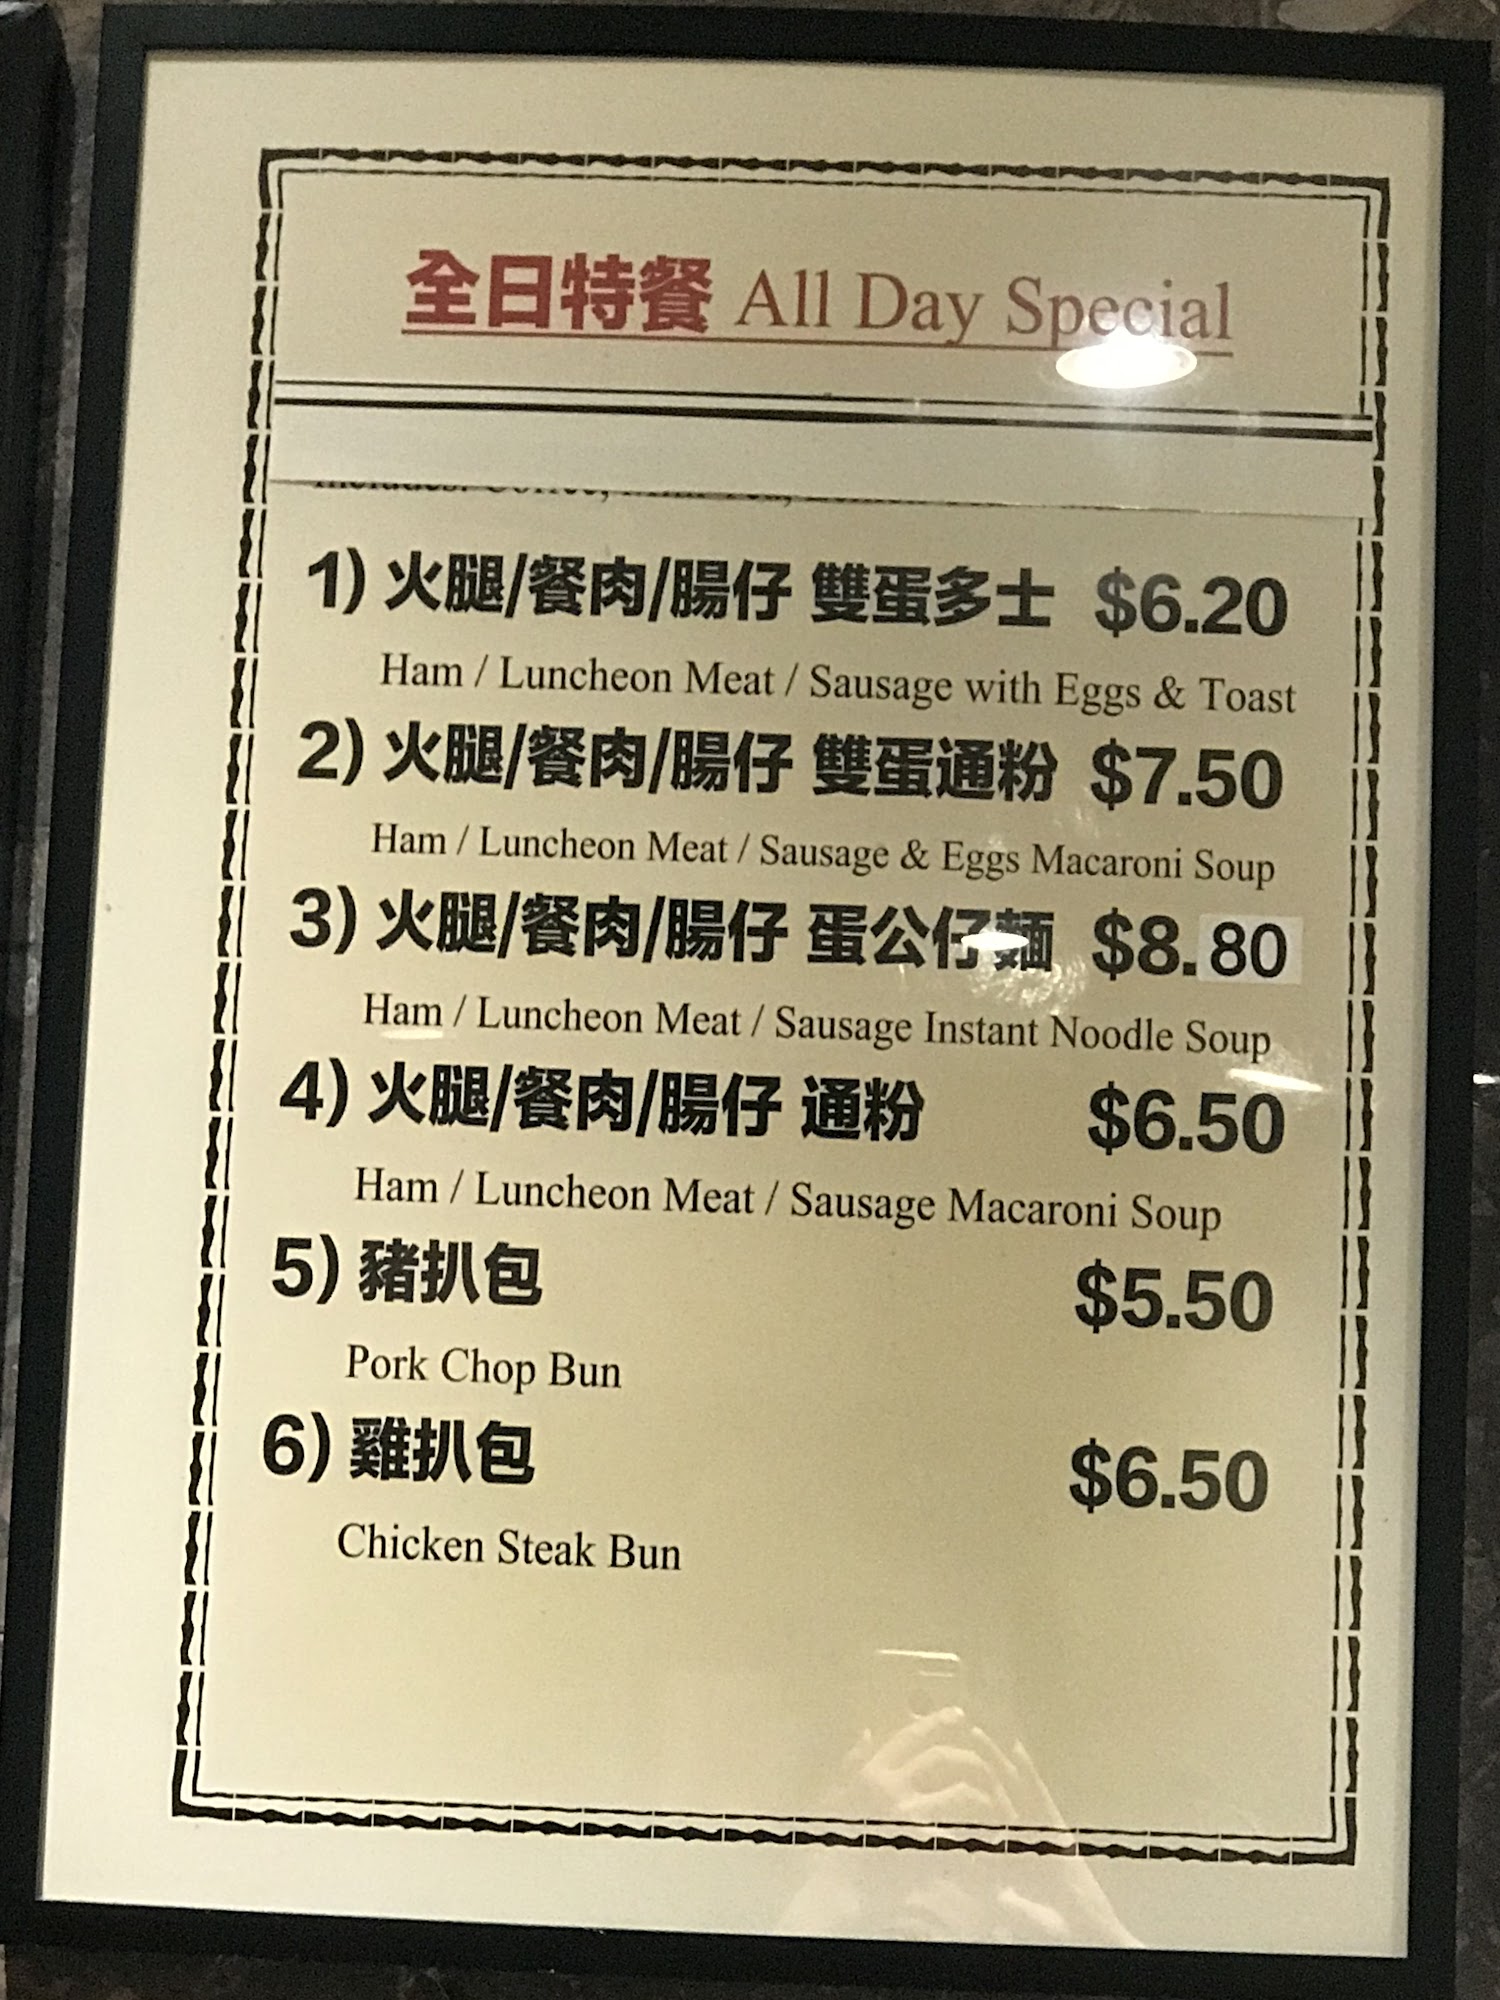 全日特餐 All Day Special
1) 火腿/餐肉/腸仔 雙蛋多士 $6.20
Ham / Luncheon Meat / Sausage with Eggs & Toast
2) 火腿/餐肉/腸仔 雙蛋通粉 $7.50
Ham / Luncheon Meat / Sausage & Eggs Macaroni Soup
3) 火腿/餐肉/腸仔 蛋公仔麵 $8.80
Ham / Luncheon Meat / Sausage Instant Noodle Soup
4) 火腿/餐肉/腸仔 通粉 $6.50
Ham / Luncheon Meat / Sausage Macaroni Soup
5) 豬扒包 $5.50
Pork Chop Bun
6) 雞扒包 $6.50
Chicken Steak Bun